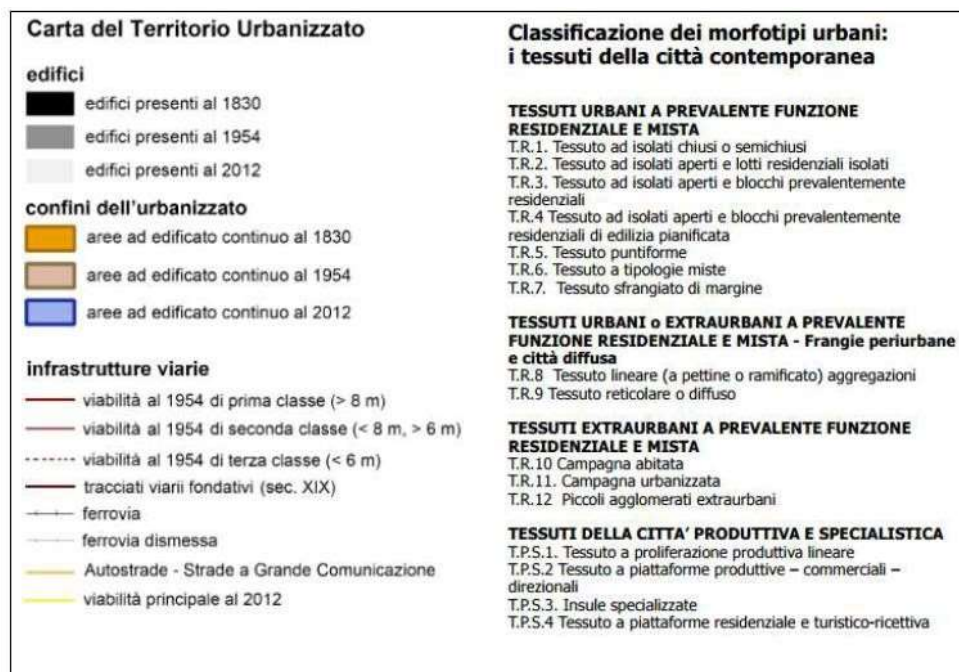 Carta del Territorio Urbanizzato
edifici
edifici presenti al 1830
edifici presenti al 1954
edifici presenti al 2012
confini dell'urbanizzato
aree ad edificato continuo al 1830
aree ad edificato continuo al 1954
aree ad edificato continuo al 2012
infrastrutture viarie
viabilità al 1954 di prima classe (> 8 m)
viabilità al 1954 di seconda classe (< 8 m, > 6 m)
viabilità al 1954 di terza classe (< 6 m)
tracciati viarii fondativi (sec. XIX)
ferrovia
ferrovia dismessa
Autostrade - Strade a Grande Comunicazione
viabilità principale al 2012
Classificazione dei morfotipi urbani:
i tessuti della città contemporanea
TESSUTI URBANI A PREVALENTE FUNZIONE
RESIDENZIALE E MISTA
T.R.1. Tessuto ad isolati chiusi o semichiusi
T.R.2. Tessuto ad isolati aperti e lotti residenziali isolati
T.R.3. Tessuto ad isolati aperti e blocchi prevalentemente
residenziali
T.R.4 Tessuto ad isolati aperti e blocchi prevalentemente
residenziali di edilizia pianificata
T.R.5. Tessuto puntiforme
T.R.6. Tessuto a tipologie miste
T.R.7. Tessuto sfrangiato di margine
TESSUTI URBANI o EXTRAURBANI A PREVALENTE
FUNZIONE RESIDENZIALE E MISTA - Frangie periurbane
e città diffusa
T.R.8 Tessuto lineare (a pettine o ramificato) aggregazioni
T.R.9 Tessuto reticolare o diffuso
TESSUTI EXTRAURBANI A PREVALENTE FUNZIONE
RESIDENZIALE E MISTA
T.R.10 Campagna abitata
T.R.11. Campagna urbanizzata
T.R.12 Piccoli agglomerati extraurbani
TESSUTI DELLA CITTA' PRODUTTIVA E SPECIALISTICA
T.P.S.1. Tessuto a proliferazione produttiva lineare
T.P.S.2 Tessuto a piattaforme produttive – commerciali –
direzionali
T.P.S.3. Insule specializzate
T.P.S.4 Tessuto a piattaforme residenziale e turistico-ricettiva